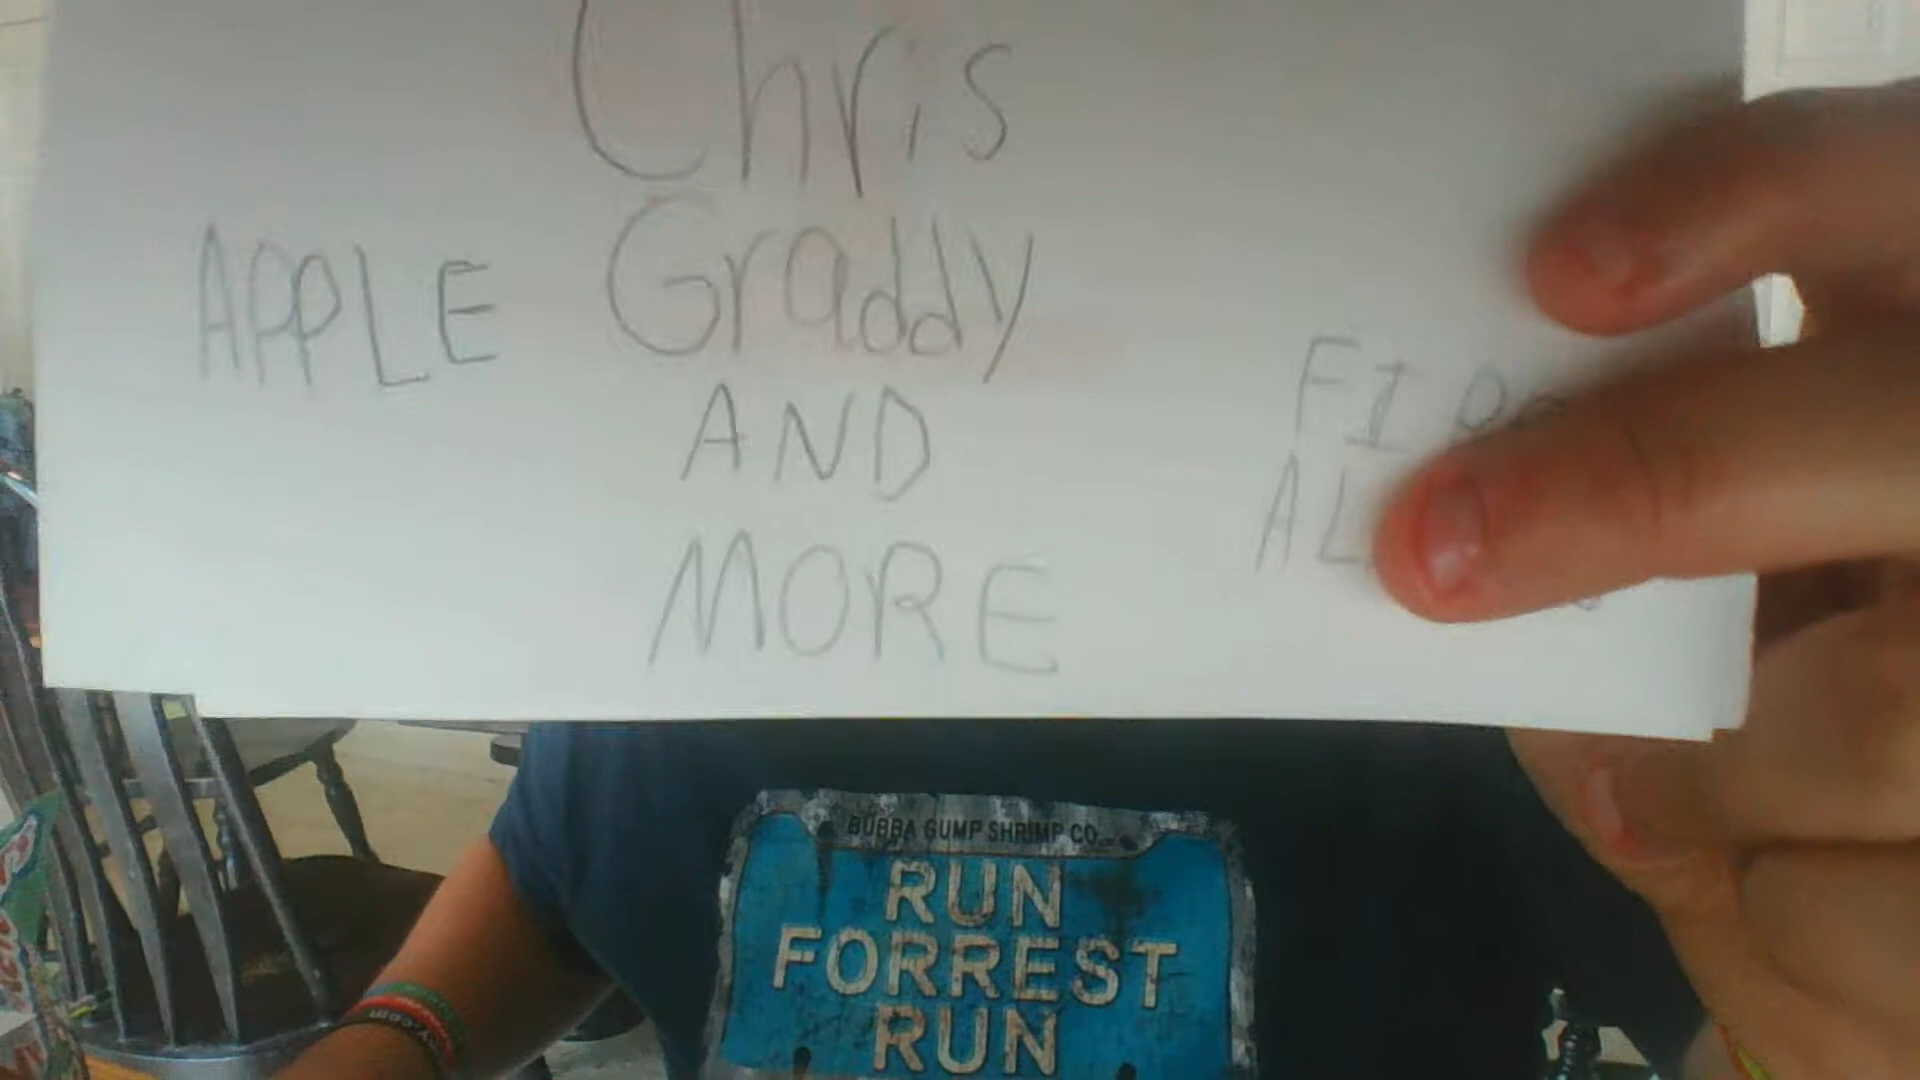 Chris
APPLE Graddy
AND
MORE
BUBBA GUMP SHRIMP CO.
RUN
FORREST
RUN